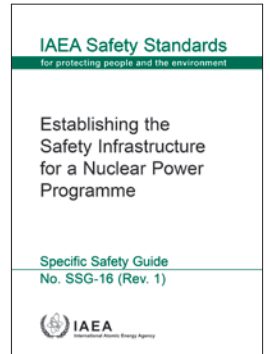 IAEA Safety Standards
for protecting people and the environment
Establishing the
Safety Infrastructure
for a Nuclear Power
Programme
Specific Safety Guide
No. SSG-16 (Rev. 1)
IAEA
International Atomic Energy Agency